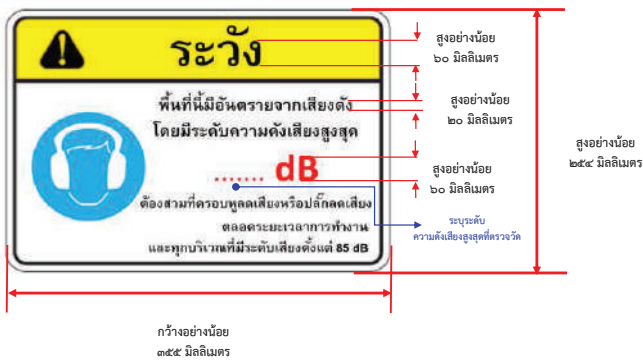 ระวัง
พื้นที่นี้มีอันตรายจากเสียงดัง
โดยมีระดับความดังเสียงสูงสุด
....... dB
ต้องสวมที่ครอบหูลดเสียงหรือปลั๊กลดเสียง
ตลอดระยะเวลาการทำงาน
และทุกบริเวณที่มีระดับเสียงตั้งแต่ 85 dB
สูงอย่างน้อย
๖๐ มิลลิเมตร
สูงอย่างน้อย
๒๐ มิลลิเมตร
สูงอย่างน้อย
๖๐ มิลลิเมตร
ระบุระดับ
ความดังเสียงสูงสุดที่ตรวจวัด
สูงอย่างน้อย
๒๕๔ มิลลิเมตร
กว้างอย่างน้อย
๓๕๕ มิลลิเมตร